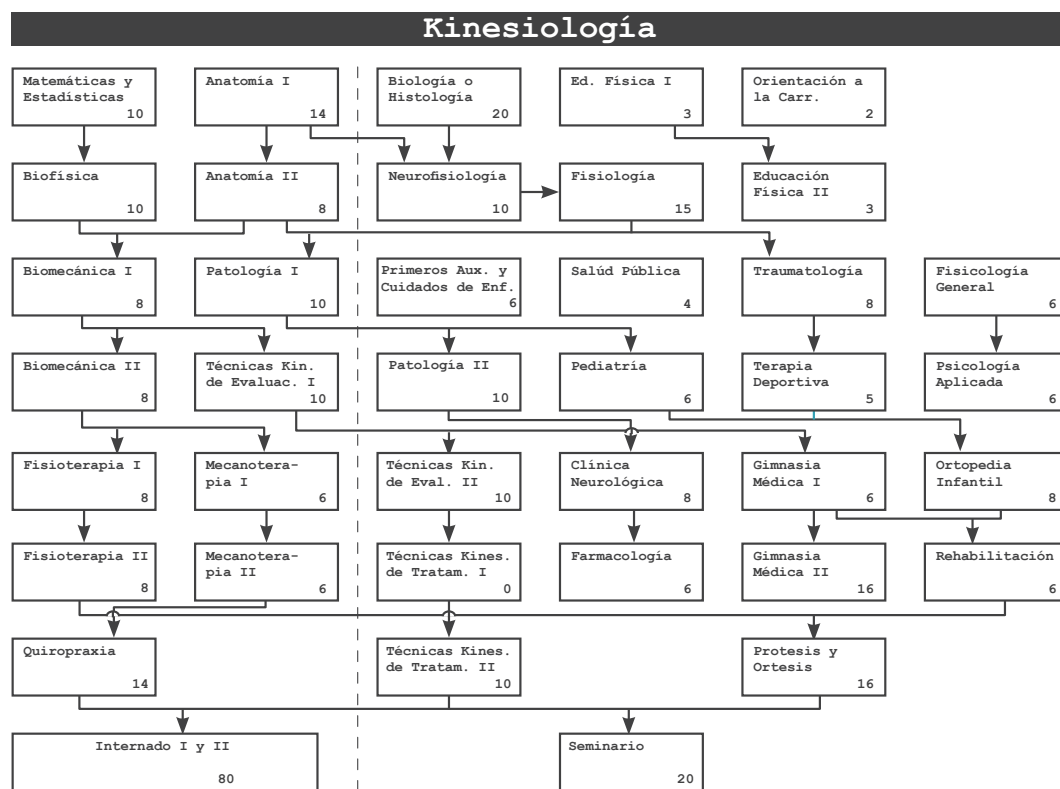 Kinesiología
Matemáticas y
Estadísticas
10
Anatomía I
14
Biología o
Histología
20
Ed. Física I
3
Orientación a
la Carr.
2
Biofísica
10
Anatomía II
8
Neurofisiología
10
Fisiología
15
Educación
Física II
3
Biomecánica I
8
Patología I
10
Primeros Aux. y
Cuidados de Enf.
6
Salúd Pública
4
Traumatología
8
Fisicología
General
6
Biomecánica II
8
Técnicas Kin.
de Evaluac. I
10
Patología II
10
Pediatría
6
Terapia
Deportiva
5
Psicología
Aplicada
6
Fisioterapia I
8
Mecanotera-
pia I
6
Técnicas Kin.
de Eval. II
10
Clínica
Neurológica
8
Gimnasia
Médica I
6
Ortopedia
Infantil
8
Fisioterapia II
8
Mecanotera-
pia II
6
Técnicas Kines.
de Tratam. I
0
Farmacología
6
Gimnasia
Médica II
16
Rehabilitación
6
Quiropraxia
14
Técnicas Kines.
de Tratam. II
10
Protesis y
Ortesis
16
Internado I y II
80
Seminario
20